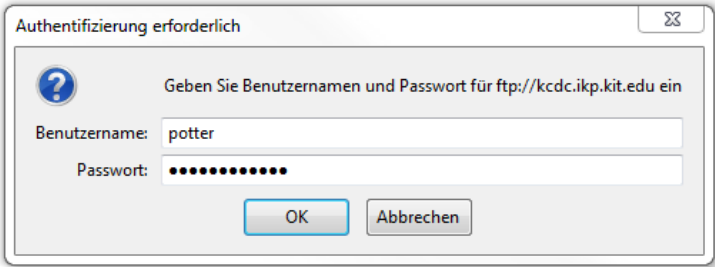 Authentifizierung erforderlich
Geben Sie Benutzernamen und Passwort für ftp://kcdc.ikp.kit.edu ein
Benutzername: potter
Passwort: ●●●●●●●●●●●●
OK Abbrechen